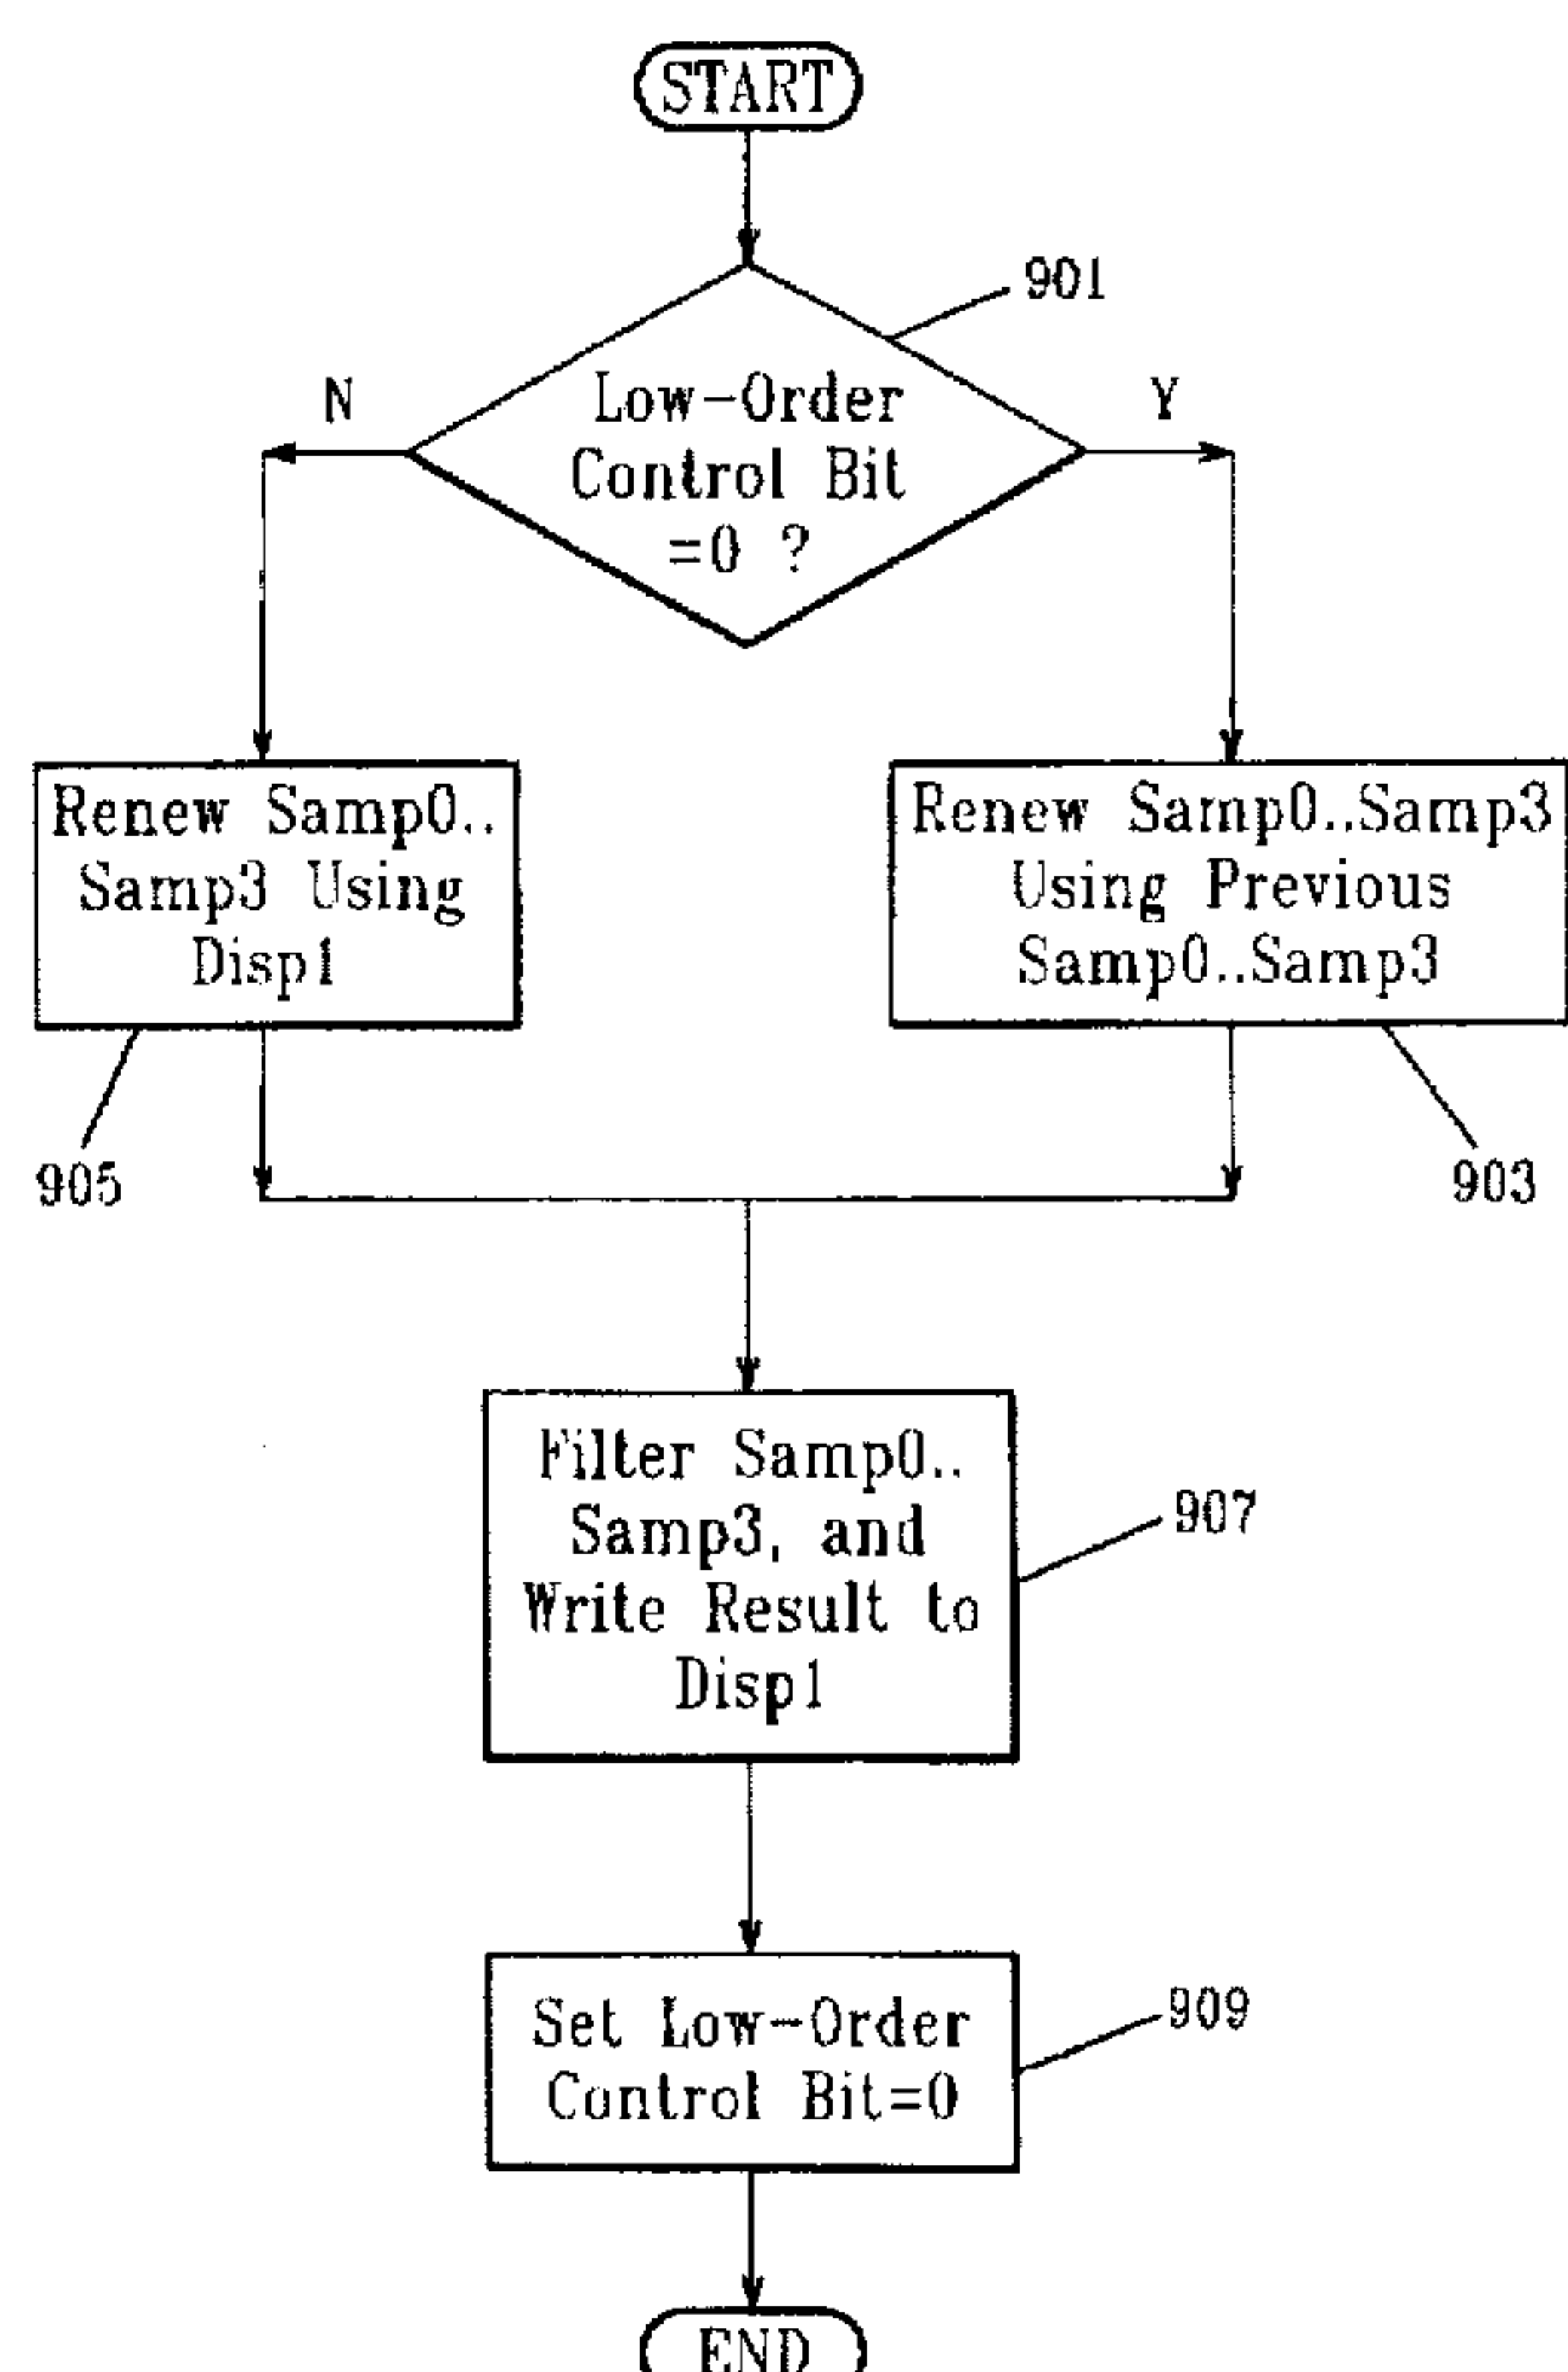 START
901
N
Y
Low-Order
Control Bit
=0 ?
Renew Samp0..
Samp3 Using
Disp1
Renew Samp0..Samp3
Using Previous
Samp0..Samp3
905
903
Filter Samp0..
Samp3, and
Write Result to
Disp1
907
Set Low-Order
Control Bit=0
909
END